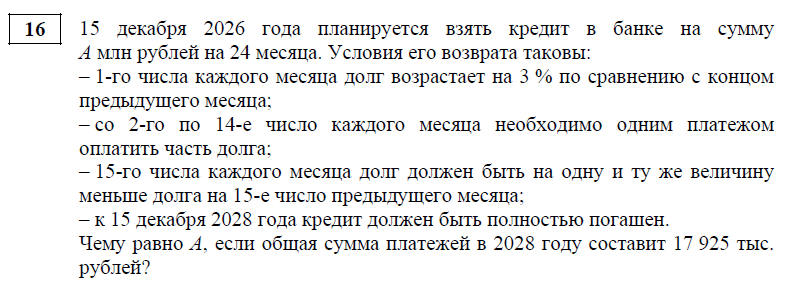 16
15 декабря 2026 года планируется взять кредит в банке на сумму
A млн рублей на 24 месяца. Условия его возврата таковы:
– 1-го числа каждого месяца долг возрастает на 3 % по сравнению с концом
предыдущего месяца;
– со 2-го по 14-е число каждого месяца необходимо одним платежом
оплатить часть долга;
– 15-го числа каждого месяца долг должен быть на одну и ту же величину
меньше долга на 15-е число предыдущего месяца;
– к 15 декабря 2028 года кредит должен быть полностью погашен.
Чему равно A, если общая сумма платежей в 2028 году составит 17 925 тыс.
рублей?